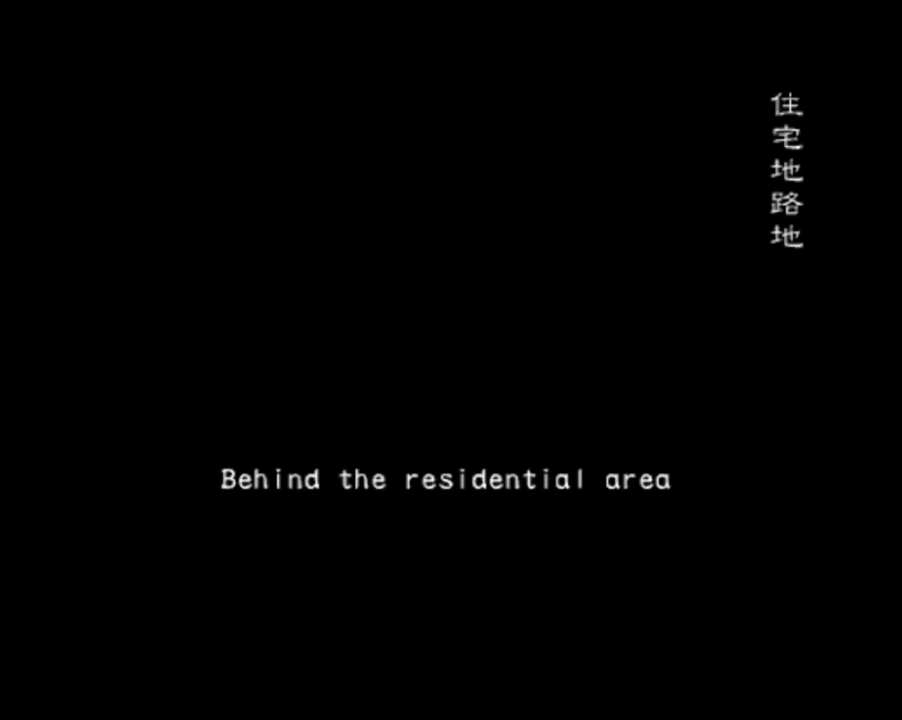 住宅地路地
Behind the residential area